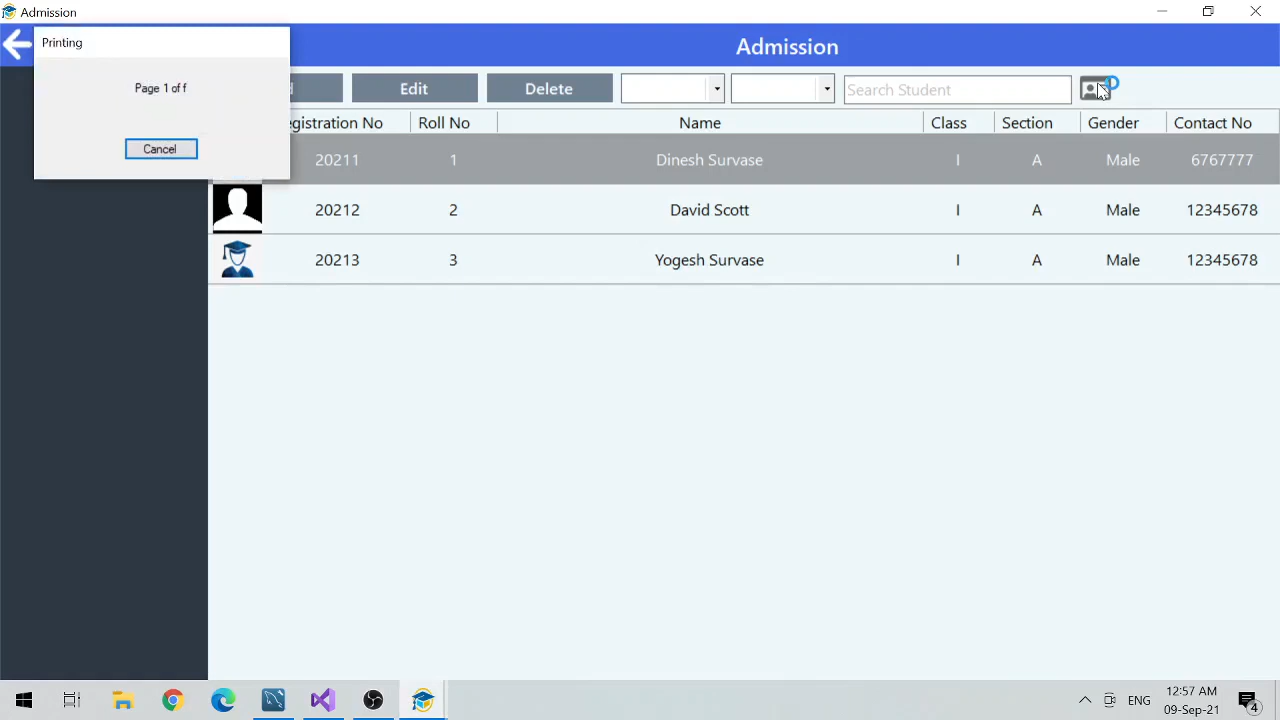 Admission
Printing
Page 1 of f
Cancel
Admission
Edit
Delete
Search Student
Registration No Roll No Name Class Section Gender Contact No
20211 1 Dinesh Survase I A Male 6767777
20212 2 David Scott I A Male 12345678
20213 3 Yogesh Survase I A Male 12345678
ENG
12:57 AM
09-Sep-21
4